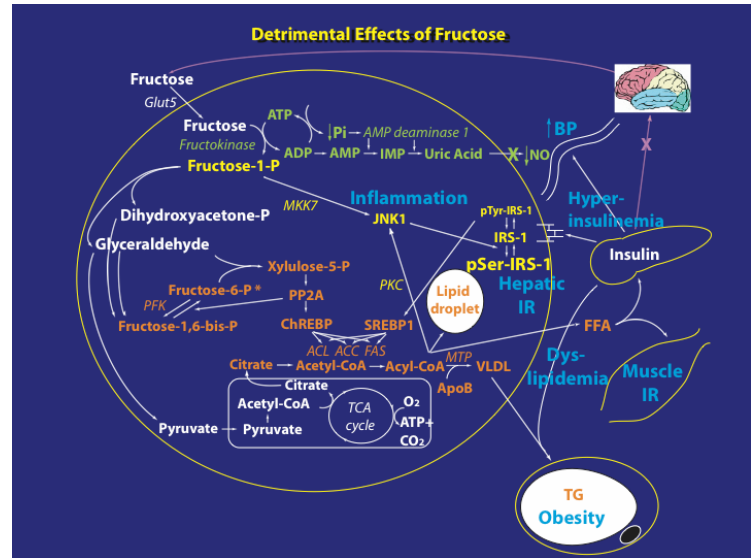 Detrimental Effects of Fructose
Fructose
Glut5
Fructose
Fructokinase
ATP
↓Pi
AMP deaminase 1
ADP
AMP
IMP
Uric Acid
X
↓NO
↑BP
X
Fructose-1-P
MKK7
Inflammation
JNK1
pTyr-IRS-1
IRS-1
pSer-IRS-1
Hepatic
IR
Hyper-
insulinemia
Insulin
Dihydroxyacetone-P
Glyceraldehyde
Xylulose-5-P
Fructose-6-P *
PFK
PP2A
PKC
Lipid
droplet
Fructose-1,6-bis-P
ChREBP
SREBP1
FFA
ACL
ACC
FAS
MTP
Citrate
Acetyl-CoA
Acyl-CoA
VLDL
ApoB
Dys-
lipidemia
Muscle
IR
Citrate
Acetyl-CoA
TCA
cycle
O2
ATP+
CO2
Pyruvate
Pyruvate
TG
Obesity